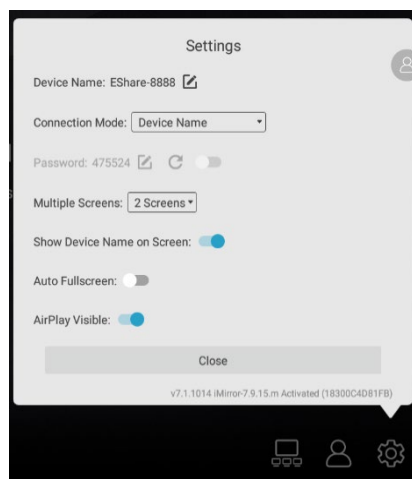 Settings
Device Name: EShare-8888
Connection Mode: Device Name
Password: 475524
Multiple Screens: 2 Screens
Show Device Name on Screen:
Auto Fullscreen:
AirPlay Visible:
Close
v7.1.1014 iMirror-7.9.15.m Activated (18300C4D81FB)